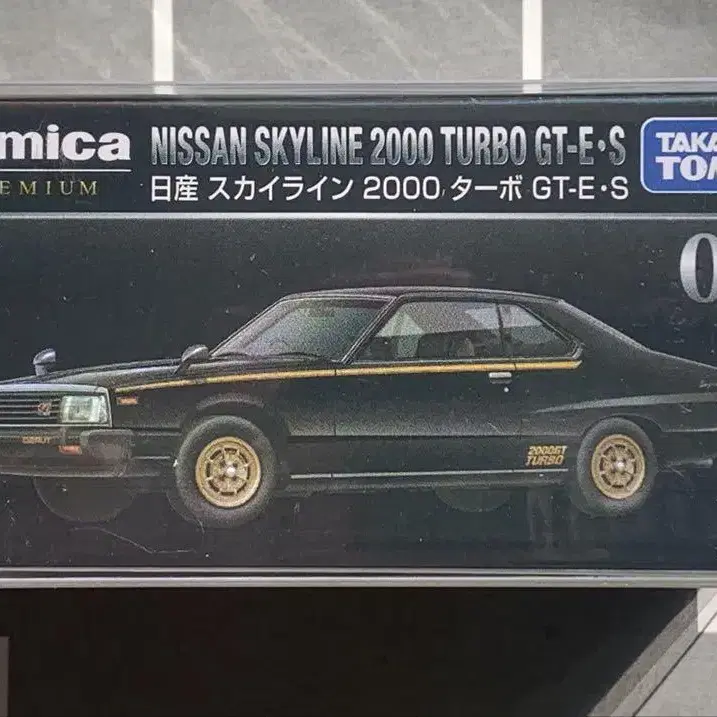 mica
EMIUM
NISSAN SKYLINE 2000 TURBO GT-E•S
日産 スカイライン 2000 ターボ GT-E•S
TAKA
TOM
0
2000GT
TURBO